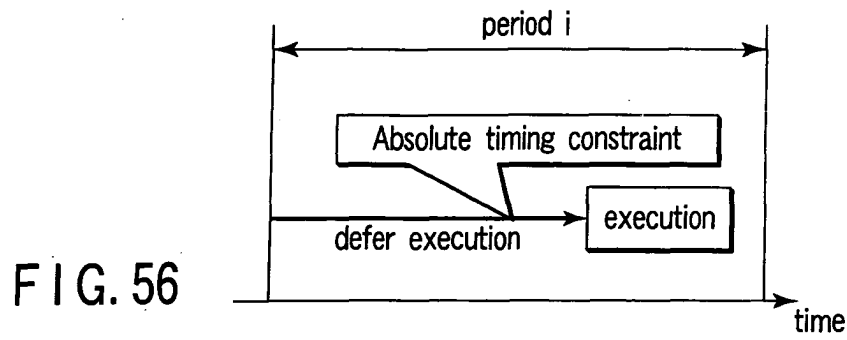 period i
Absolute timing constraint
execution
defer execution
FIG. 56
time